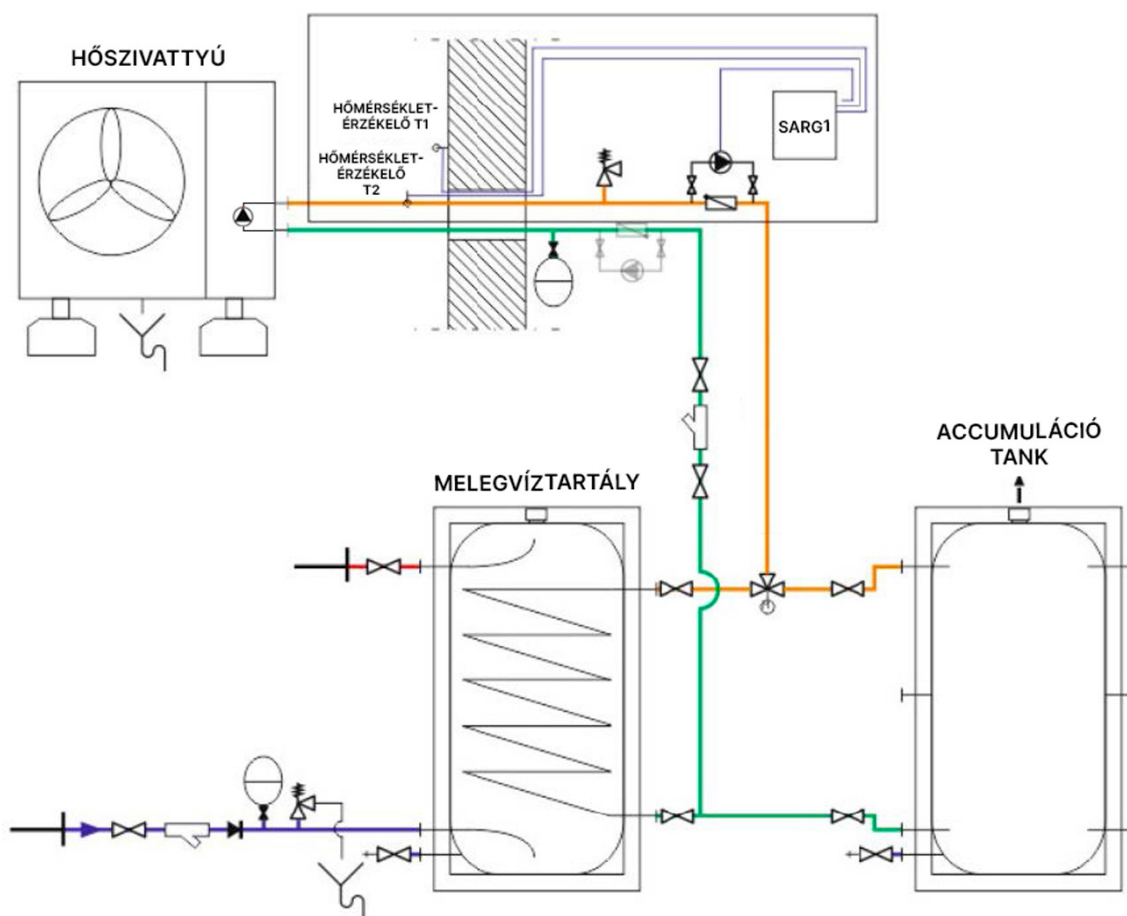 HŐSZIVATTYÚ
HŐMÉRSÉKLET-
ÉRZÉKELŐ T1
HŐMÉRSÉKLET-
ÉRZÉKELŐ
T2
SARG1
MELEGVÍZTARTÁLY
ACCUMULÁCIÓ
TANK